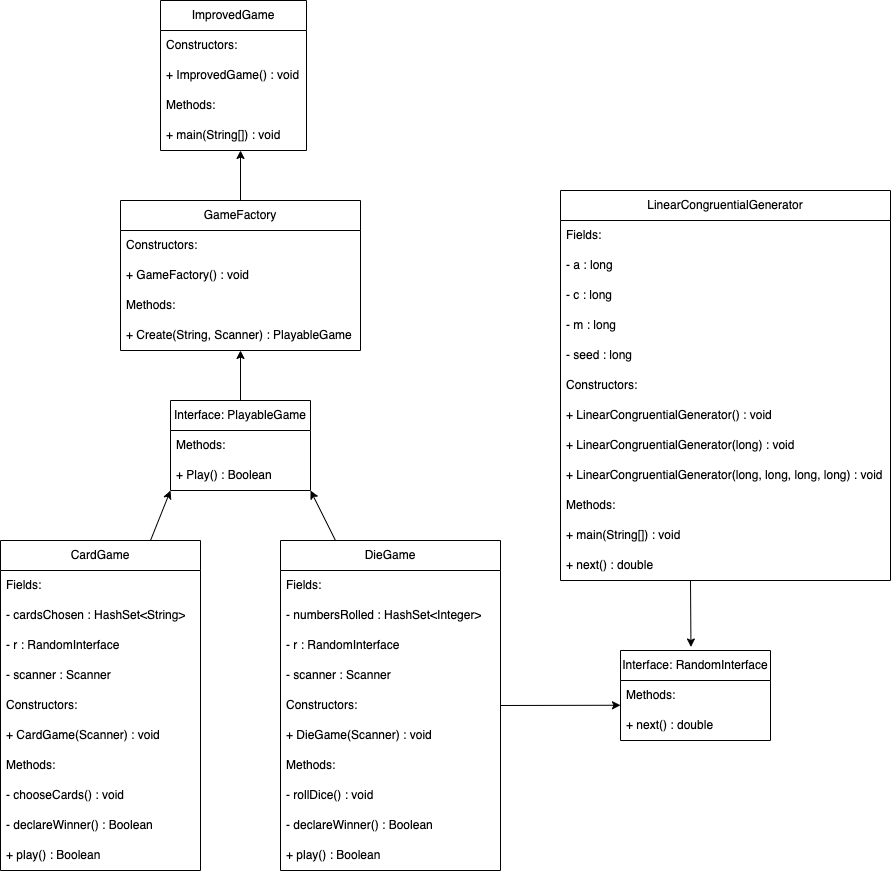 ImprovedGame
Constructors:
+ ImprovedGame() : void
Methods:
+ main(String[]) : void
GameFactory
Constructors:
+ GameFactory() : void
Methods:
+ Create(String, Scanner) : PlayableGame
Interface: PlayableGame
Methods:
+ Play() : Boolean
CardGame
Fields:
- cardsChosen : HashSet<String>
- r : RandomInterface
- scanner : Scanner
Constructors:
+ CardGame(Scanner) : void
Methods:
- chooseCards() : void
- declareWinner() : Boolean
+ play() : Boolean
DieGame
Fields:
- numbersRolled : HashSet<Integer>
- r : RandomInterface
- scanner : Scanner
Constructors:
+ DieGame(Scanner) : void
Methods:
- rollDice() : void
- declareWinner() : Boolean
+ play() : Boolean
LinearCongruentialGenerator
Fields:
- a : long
- c : long
- m : long
- seed : long
Constructors:
+ LinearCongruentialGenerator() : void
+ LinearCongruentialGenerator(long) : void
+ LinearCongruentialGenerator(long, long, long, long) : void
Methods:
+ main(String[]) : void
+ next() : double
Interface: RandomInterface
Methods:
+ next() : double